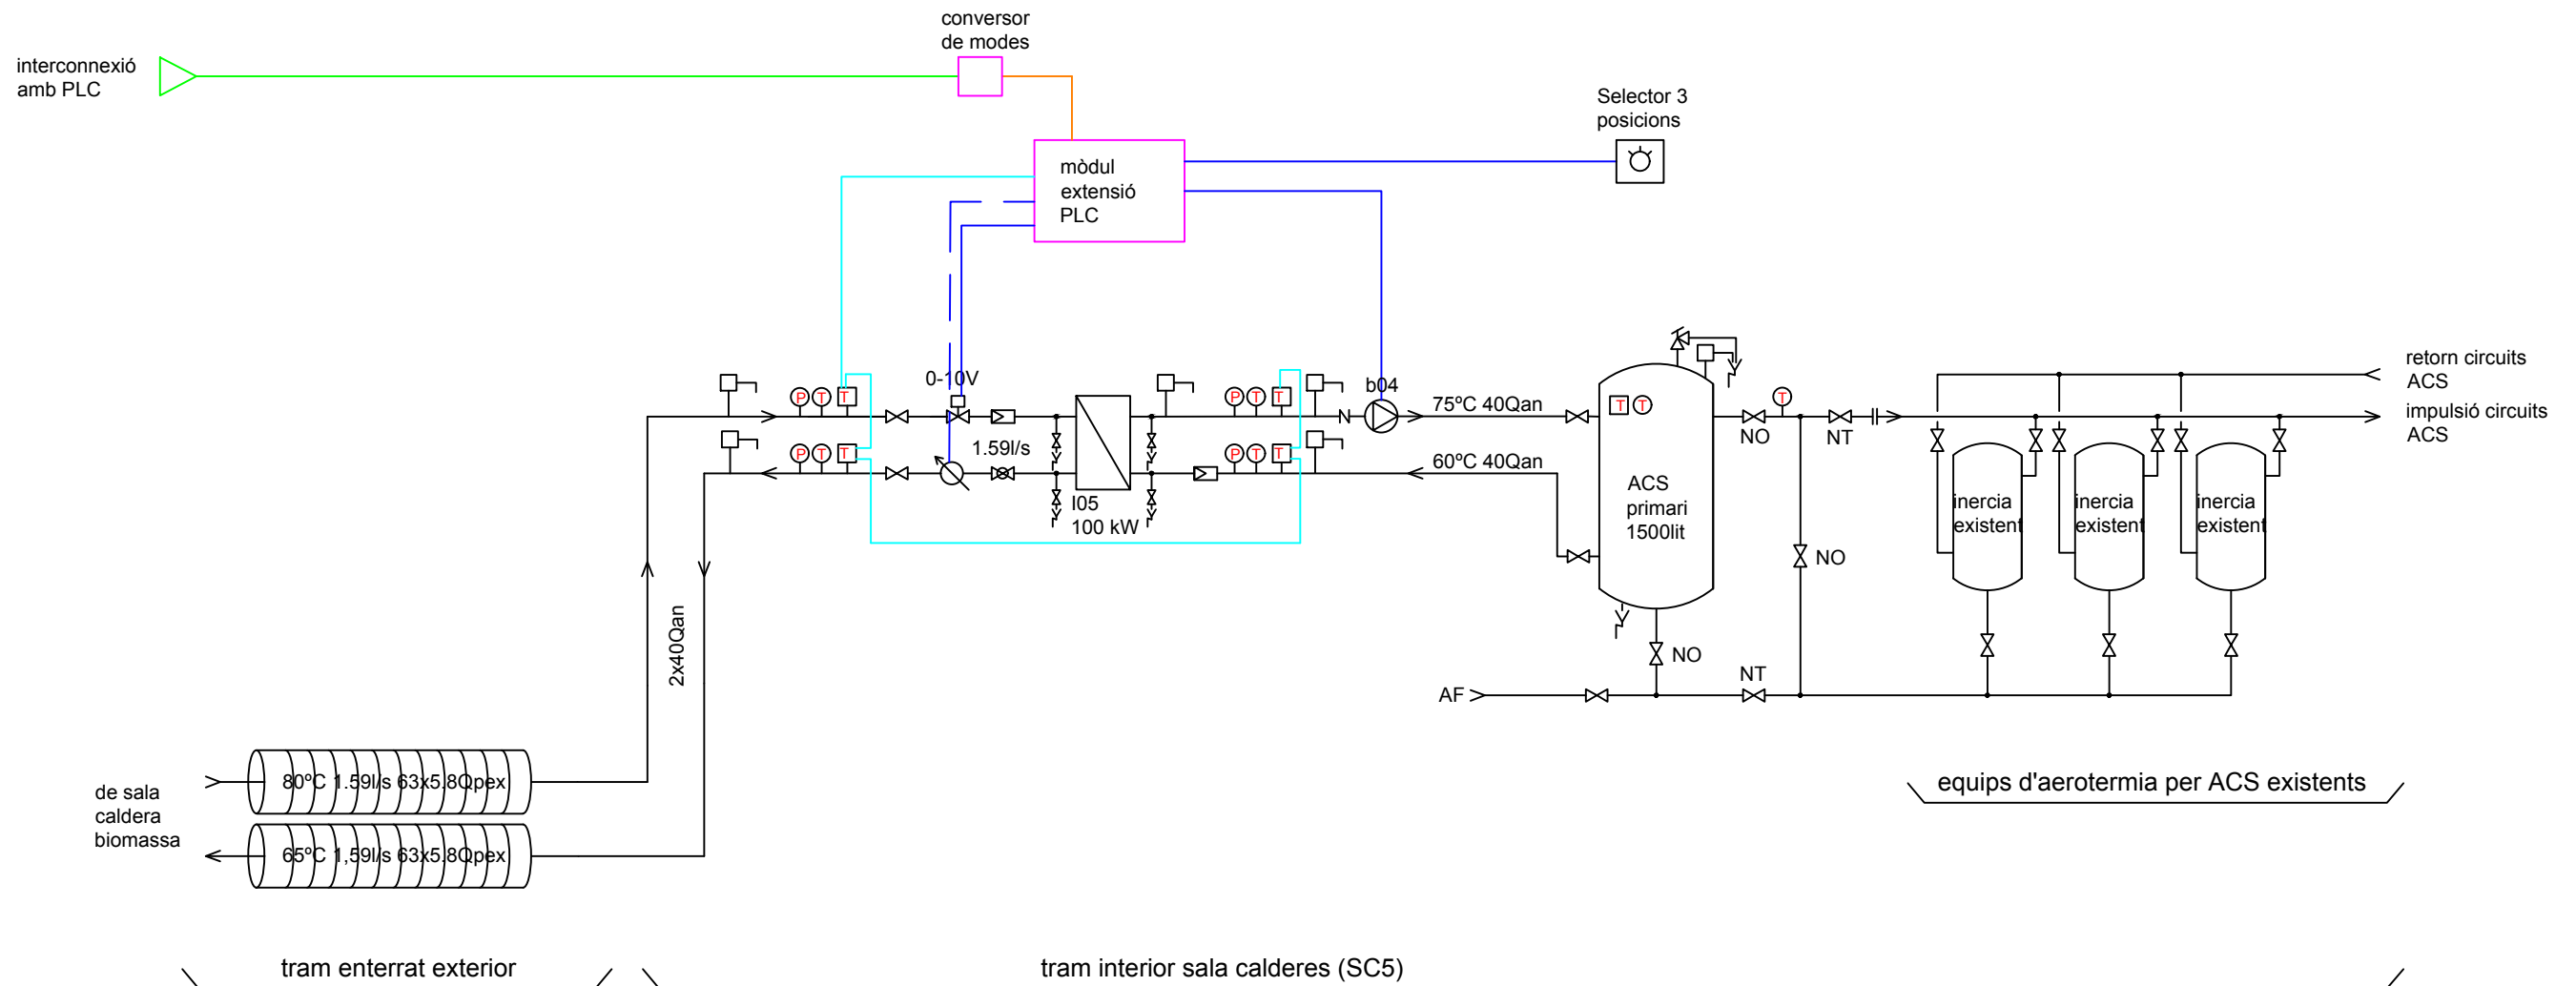 conversor
de modes
interconnexió
amb PLC
Selector 3
posicions
mòdul
extensió
PLC
retorn circuits
ACS
impulsió circuits
ACS
0-10V
b04
P T T
P T T
75ºC 40Qan
T T
T
NO
NT
1.59l/s
P T T
P T T
60ºC 40Qan
I05
100 kW
ACS
primari
1500lit
inercia
existent
inercia
existent
inercia
existent
NO
2x40Qan
NO
NT
AF
80ºC 1.59l/s 63x5.8Qpex
equips d'aerotermia per ACS existents
de sala
caldera
biomassa
65ºC 1,59l/s 63x5.8Qpex
tram enterrat exterior
tram interior sala calderes (SC5)
N